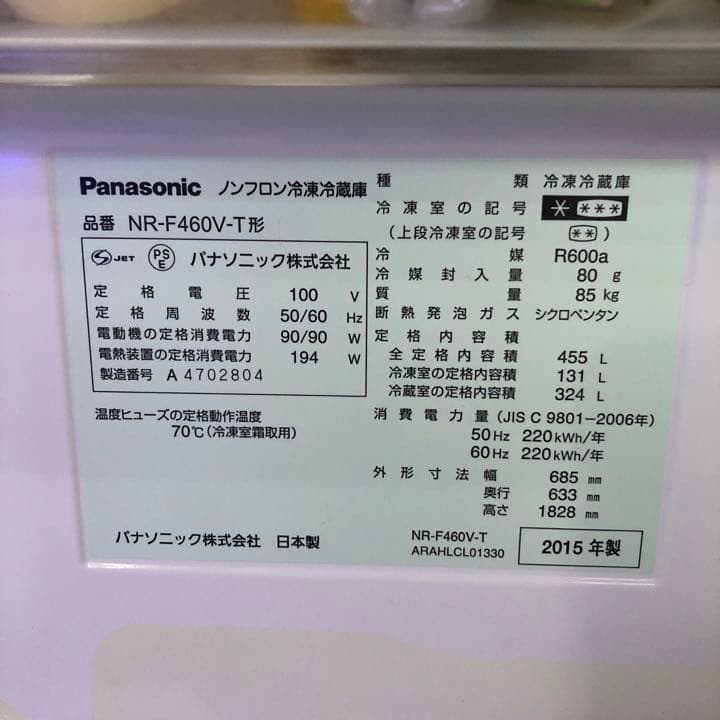 Panasonic ノンフロン冷凍冷蔵庫
品番 NR-F460V-T形
S JET PSE パナソニック株式会社
定格電圧 100 V
定格周波数 50/60 Hz
電動機の定格消費電力 90/90 W
電熱装置の定格消費電力 194 W
製造番号 A 4702804
温度ヒューズの定格動作温度
70℃(冷凍室霜取用)
パナソニック株式会社 日本製
種類 冷凍冷蔵庫
冷凍室の記号 * ***
(上段冷凍室の記号 ** )
冷媒 R600a
冷媒封入量 80 g
質量 85 kg
断熱発泡ガス シクロペンタン
定格内容積
全定格内容積 455 L
冷凍室の定格内容積 131 L
冷蔵室の定格内容積 324 L
消費電力量(JIS C 9801-2006年)
50Hz 220kWh/年
60Hz 220kWh/年
外形寸法幅 685 mm
奥行 633 mm
高さ 1828 mm
NR-F460V-T
ARAHLCL01330
2015年製